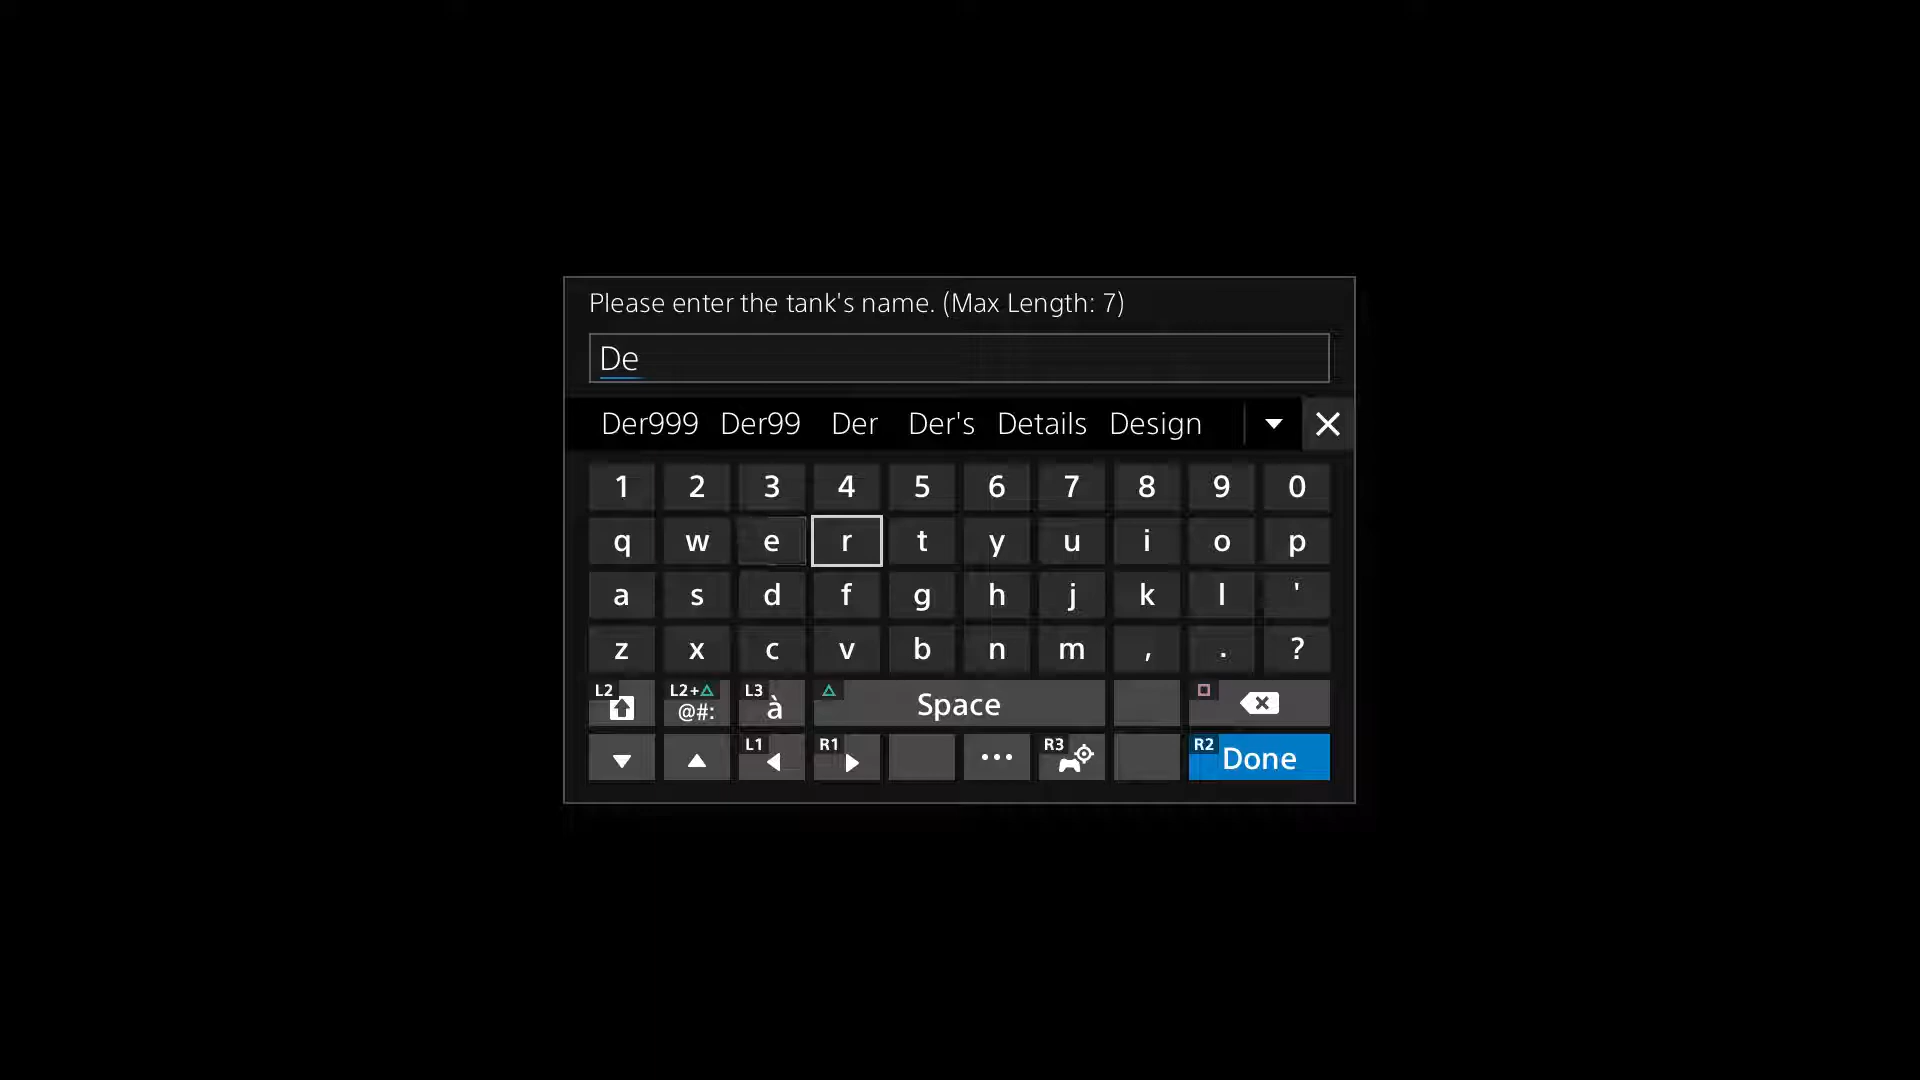 Please enter the tank's name. (Max Length: 7)
De
Der999 Der99 Der Der's Details Design
1 2 3 4 5 6 7 8 9 0
q w e r t y u i o p
a s d f g h j k l '
z x c v b n m , . ?
L2 L2+△ @#: L3 à △ Space
L1 R1 ... R3 R2 Done